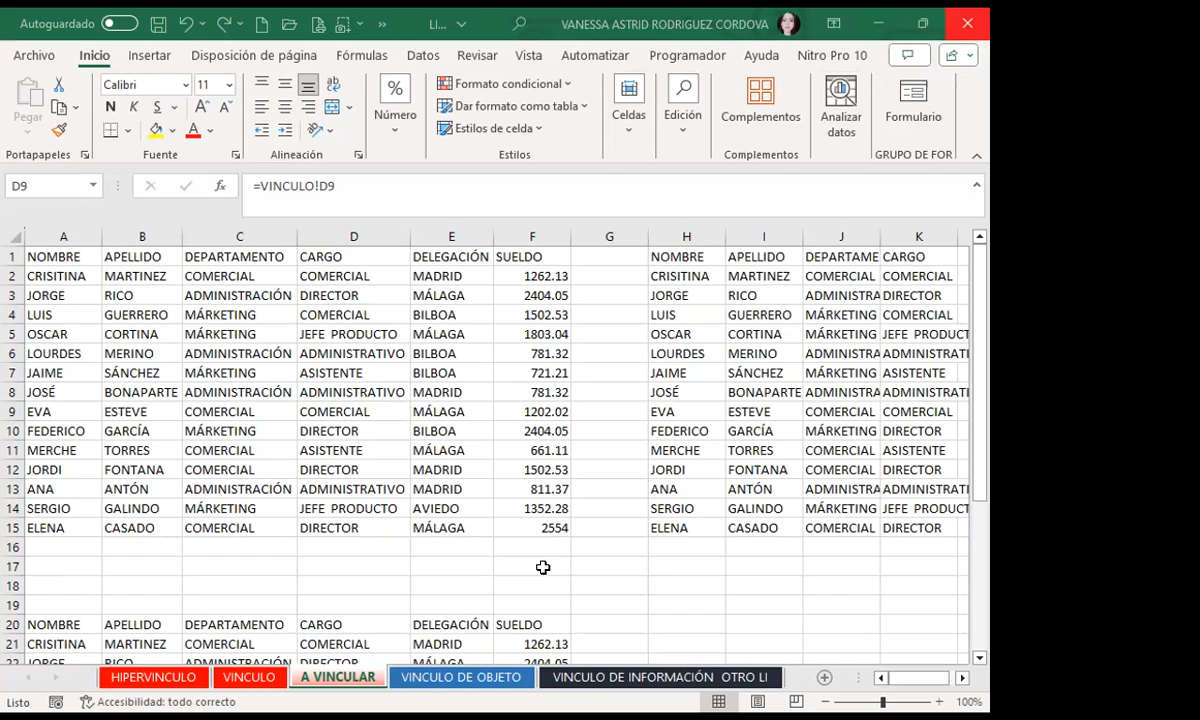 Autoguardado LI... VANESSA ASTRID RODRIGUEZ CORDOVA
Archivo Inicio Insertar Disposición de página Fórmulas Datos Revisar Vista Automatizar Programador Ayuda Nitro Pro 10
Pegar Calibri 11 Número Formato condicional Celdas Edición Complementos Analizar datos Formulario
N K S Dar formato como tabla
Estilos de celda
Portapapeles Fuente Alineación Estilos Complementos GRUPO DE FOR
D9 fx =VINCULO!D9
A B C D E F G H I J K
1 NOMBRE APELLIDO DEPARTAMENTO CARGO DELEGACIÓN SUELDO NOMBRE APELLIDO DEPARTAME CARGO
2 CRISITINA MARTINEZ COMERCIAL COMERCIAL MADRID 1262.13 CRISITINA MARTINEZ COMERCIAL COMERCIAL
3 JORGE RICO ADMINISTRACIÓN DIRECTOR MÁLAGA 2404.05 JORGE RICO ADMINISTRA DIRECTOR
4 LUIS GUERRERO MÁRKETING COMERCIAL BILBOA 1502.53 LUIS GUERRERO MÁRKETING COMERCIAL
5 OSCAR CORTINA MÁRKETING JEFE PRODUCTO MÁLAGA 1803.04 OSCAR CORTINA MÁRKETING JEFE PRODUCT
6 LOURDES MERINO ADMINISTRACIÓN ADMINISTRATIVO BILBOA 781.32 LOURDES MERINO ADMINISTRA ADMINISTRATI
7 JAIME SÁNCHEZ MÁRKETING ASISTENTE BILBOA 721.21 JAIME SÁNCHEZ MÁRKETING ASISTENTE
8 JOSÉ BONAPARTE ADMINISTRACIÓN ADMINISTRATIVO MADRID 781.32 JOSÉ BONAPARTE ADMINISTRA ADMINISTRATI
9 EVA ESTEVE COMERCIAL COMERCIAL MÁLAGA 1202.02 EVA ESTEVE COMERCIAL COMERCIAL
10 FEDERICO GARCÍA MÁRKETING DIRECTOR BILBOA 2404.05 FEDERICO GARCÍA MÁRKETING DIRECTOR
11 MERCHE TORRES COMERCIAL ASISTENTE MÁLAGA 661.11 MERCHE TORRES COMERCIAL ASISTENTE
12 JORDI FONTANA COMERCIAL DIRECTOR MADRID 1502.53 JORDI FONTANA COMERCIAL DIRECTOR
13 ANA ANTÓN ADMINISTRACIÓN ADMINISTRATIVO MADRID 811.37 ANA ANTÓN ADMINISTRA ADMINISTRATI
14 SERGIO GALINDO MÁRKETING JEFE PRODUCTO AVIEDO 1352.28 SERGIO GALINDO MÁRKETING JEFE PRODUCT
15 ELENA CASADO COMERCIAL DIRECTOR MÁLAGA 2554 ELENA CASADO COMERCIAL DIRECTOR
16
17
18
19
20 NOMBRE APELLIDO DEPARTAMENTO CARGO DELEGACIÓN SUELDO
21 CRISITINA MARTINEZ COMERCIAL COMERCIAL MADRID 1262.13
22 JORGE RICO ADMINISTRACIÓN DIRECTOR MÁLAGA 2404.05
HIPERVINCULO VINCULO A VINCULAR VINCULO DE OBJETO VINCULO DE INFORMACIÓN OTRO LI
Listo Accesibilidad: todo correcto 100%